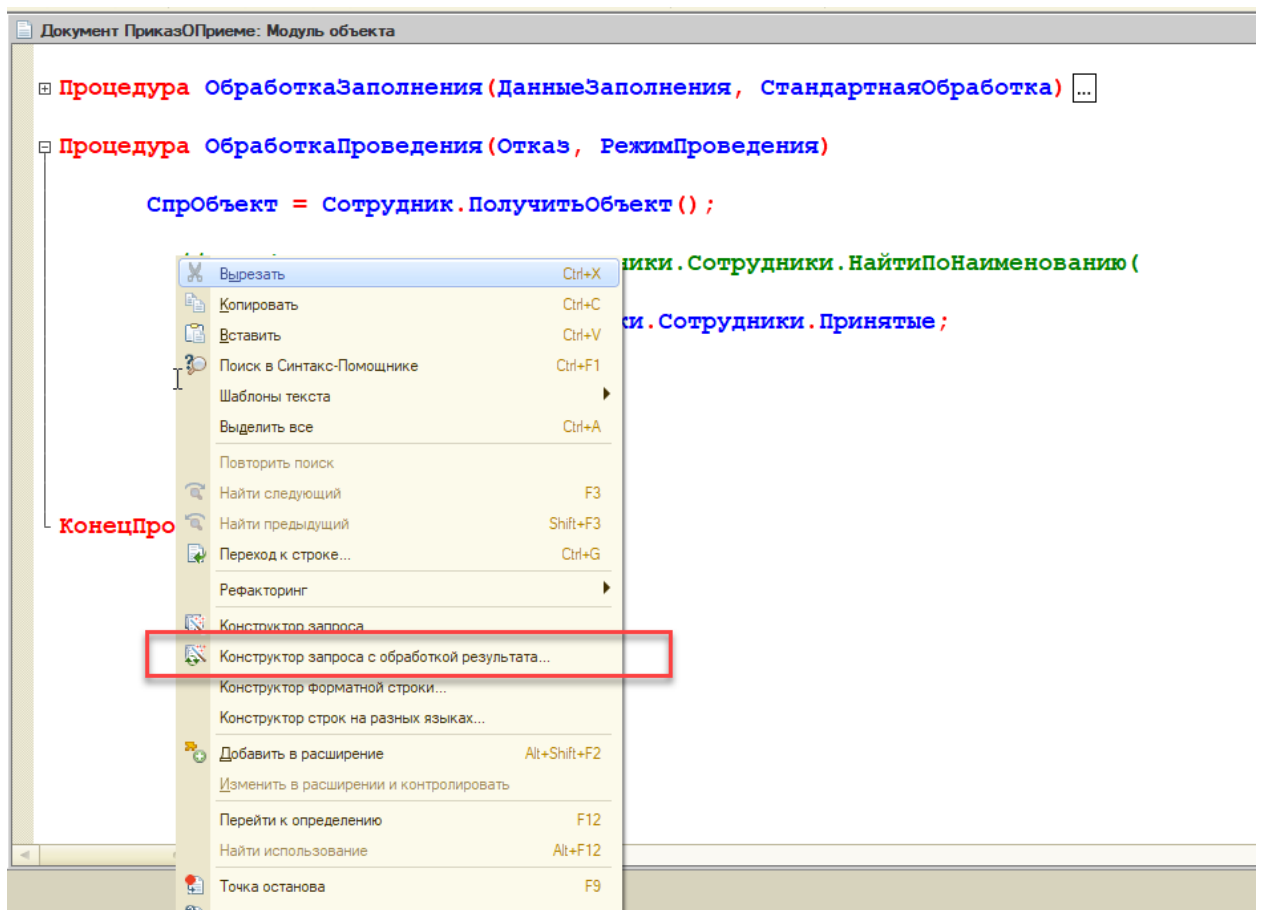 Документ ПриказОПриеме: Модуль объекта
Процедура ОбработкаЗаполнения(ДанныеЗаполнения, СтандартнаяОбработка) ...
Процедура ОбработкаПроведения(Отказ, РежимПроведения)
СпрОбъект = Сотрудник.ПолучитьОбъект();
ики.Сотрудники.НайтиПоНаименованию(
ки.Сотрудники.Принятые;
КонецПро
Вырезать Ctrl+X
Копировать Ctrl+C
Вставить Ctrl+V
Поиск в Синтакс-Помощнике Ctrl+F1
Шаблоны текста
Выделить все Ctrl+A
Повторить поиск
Найти следующий F3
Найти предыдущий Shift+F3
Переход к строке... Ctrl+G
Рефакторинг
Конструктор запроса
Конструктор запроса с обработкой результата...
Конструктор форматной строки...
Конструктор строк на разных языках...
Добавить в расширение Alt+Shift+F2
Изменить в расширении и контролировать
Перейти к определению F12
Найти использование Alt+F12
Точка останова F9